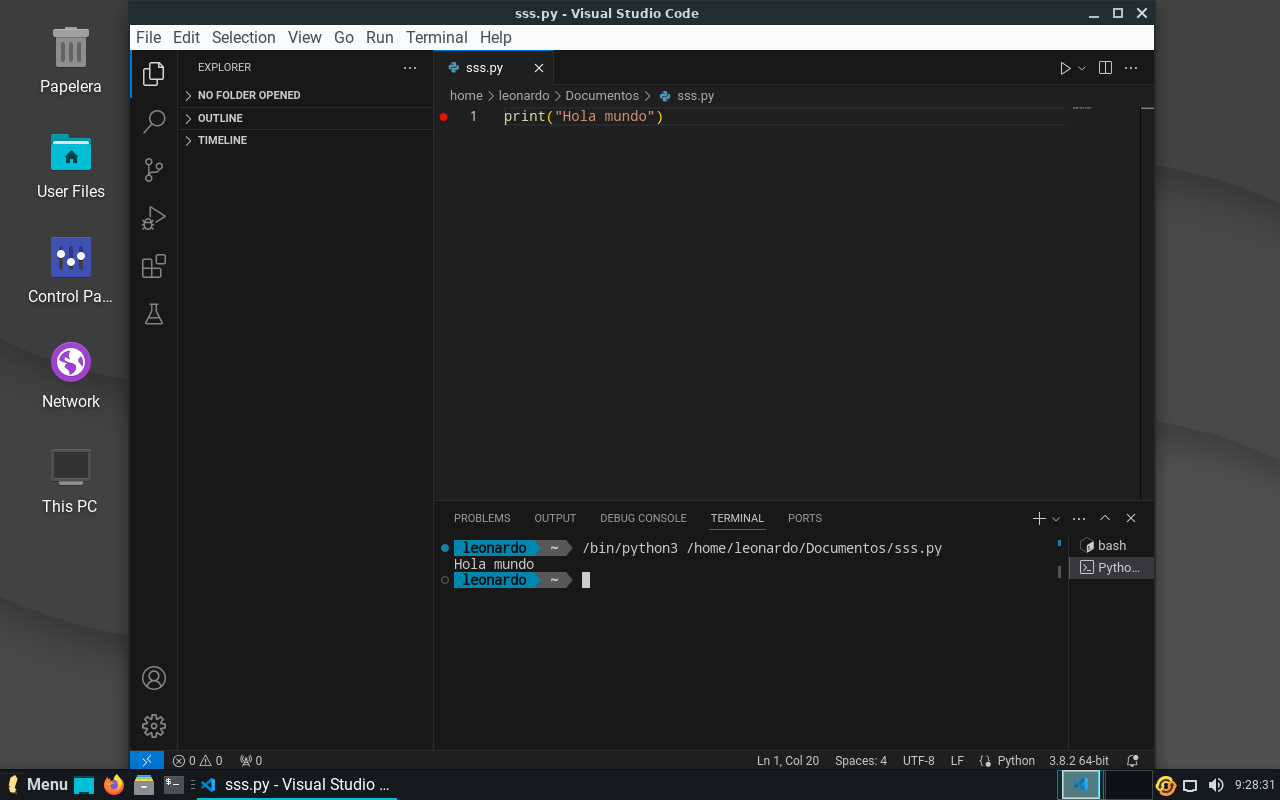 Papelera
User Files
Control Pa...
Network
This PC
sss.py - Visual Studio Code
File Edit Selection View Go Run Terminal Help
EXPLORER
NO FOLDER OPENED
OUTLINE
TIMELINE
sss.py
home > leonardo > Documentos > sss.py
1 print("Hola mundo")
PROBLEMS OUTPUT DEBUG CONSOLE TERMINAL PORTS
leonardo ~ /bin/python3 /home/leonardo/Documentos/sss.py
Hola mundo
leonardo ~
bash
Pytho...
0 0 0 Ln 1, Col 20 Spaces: 4 UTF-8 LF Python 3.8.2 64-bit
Menu sss.py - Visual Studio ... 9:28:31